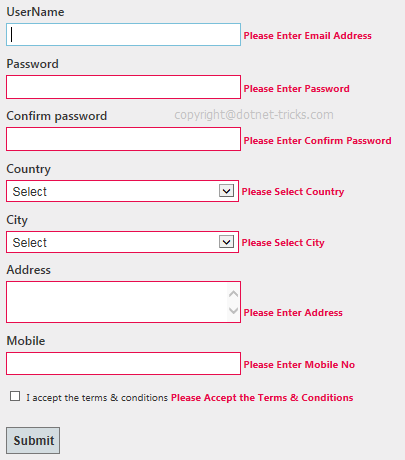 UserName
Please Enter Email Address
Password
Please Enter Password
Confirm password
copyright@dotnet-tricks.com
Please Enter Confirm Password
Country
Select
Please Select Country
City
Select
Please Select City
Address
Please Enter Address
Mobile
Please Enter Mobile No
I accept the terms & conditions Please Accept the Terms & Conditions
Submit